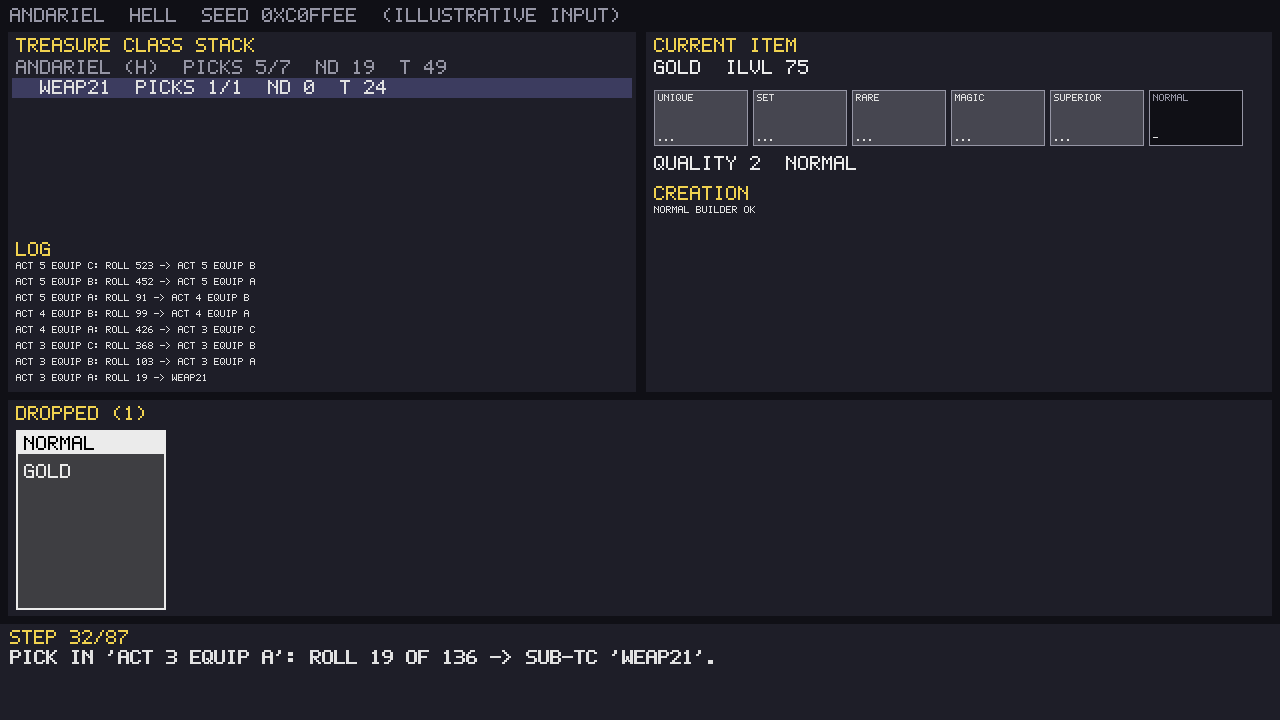 ANDARIEL HELL SEED 0XC0FFEE (ILLUSTRATIVE INPUT)
TREASURE CLASS STACK
ANDARIEL (H) PICKS 5/7 ND 19 T 49
WEAP21 PICKS 1/1 ND 0 T 24
LOG
ACT 5 EQUIP C: ROLL 523 -> ACT 5 EQUIP B
ACT 5 EQUIP B: ROLL 452 -> ACT 5 EQUIP A
ACT 5 EQUIP A: ROLL 91 -> ACT 4 EQUIP B
ACT 4 EQUIP B: ROLL 99 -> ACT 4 EQUIP A
ACT 4 EQUIP A: ROLL 426 -> ACT 3 EQUIP C
ACT 3 EQUIP C: ROLL 368 -> ACT 3 EQUIP B
ACT 3 EQUIP B: ROLL 103 -> ACT 3 EQUIP A
ACT 3 EQUIP A: ROLL 19 -> WEAP21
CURRENT ITEM
GOLD ILVL 75
UNIQUE SET RARE MAGIC SUPERIOR NORMAL
... ... ... ... ... -
QUALITY 2 NORMAL
CREATION
NORMAL BUILDER OK
DROPPED (1)
NORMAL
GOLD
STEP 32/87
PICK IN 'ACT 3 EQUIP A': ROLL 19 OF 136 -> SUB-TC 'WEAP21'.